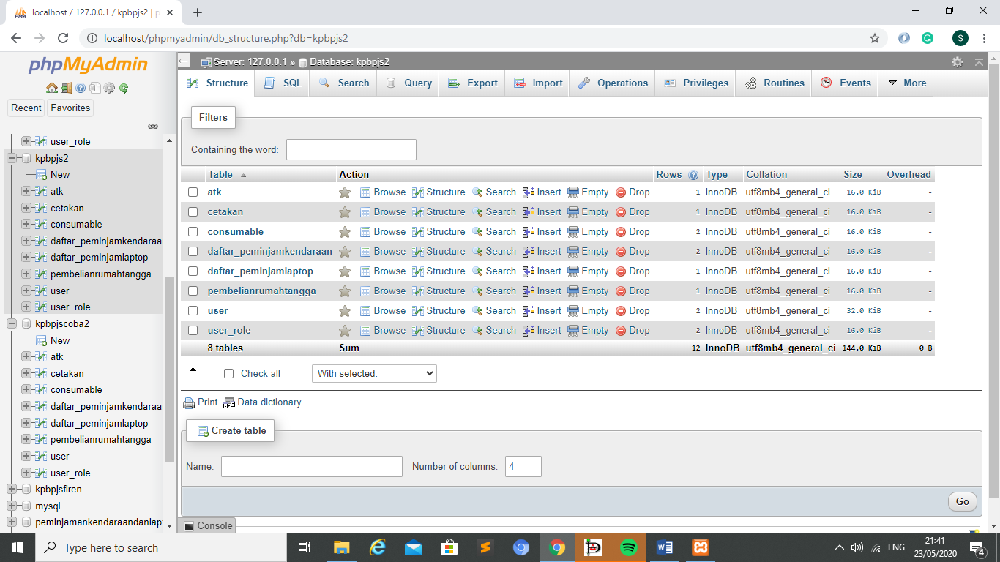 localhost / 127.0.0.1 / kpbpjs2 | p
localhost/phpmyadmin/db_structure.php?db=kpbpjs2
S
phpMyAdmin
Recent Favorites
user_role
kpbpjs2
New
atk
cetakan
consumable
daftar_peminjamkendaraan
daftar_peminjamlaptop
pembelianrumahtangga
user
user_role
kpbpjscoba2
New
atk
cetakan
consumable
daftar_peminjamkendaraan
daftar_peminjamlaptop
pembelianrumahtangga
user
user_role
kpbpjsfiren
mysql
peminjamankendaraandanlapt
Server: 127.0.0.1 » Database: kpbpjs2
Structure SQL Search Query Export Import Operations Privileges Routines Events More
Filters
Containing the word:
Table Action Rows Type Collation Size Overhead
atk Browse Structure Search Insert Empty Drop 1 InnoDB utf8mb4_general_ci 16.0 KiB -
cetakan Browse Structure Search Insert Empty Drop 1 InnoDB utf8mb4_general_ci 16.0 KiB -
consumable Browse Structure Search Insert Empty Drop 2 InnoDB utf8mb4_general_ci 16.0 KiB -
daftar_peminjamkendaraan Browse Structure Search Insert Empty Drop 2 InnoDB utf8mb4_general_ci 16.0 KiB -
daftar_peminjamlaptop Browse Structure Search Insert Empty Drop 1 InnoDB utf8mb4_general_ci 16.0 KiB -
pembelianrumahtangga Browse Structure Search Insert Empty Drop 1 InnoDB utf8mb4_general_ci 16.0 KiB -
user Browse Structure Search Insert Empty Drop 2 InnoDB utf8mb4_general_ci 32.0 KiB -
user_role Browse Structure Search Insert Empty Drop 2 InnoDB utf8mb4_general_ci 16.0 KiB -
8 tables Sum 12 InnoDB utf8mb4_general_ci 144.0 KiB 0 B
Check all With selected:
Print Data dictionary
Create table
Name: Number of columns: 4
Go
Console
Type here to search
ENG
21:41
23/05/2020
4